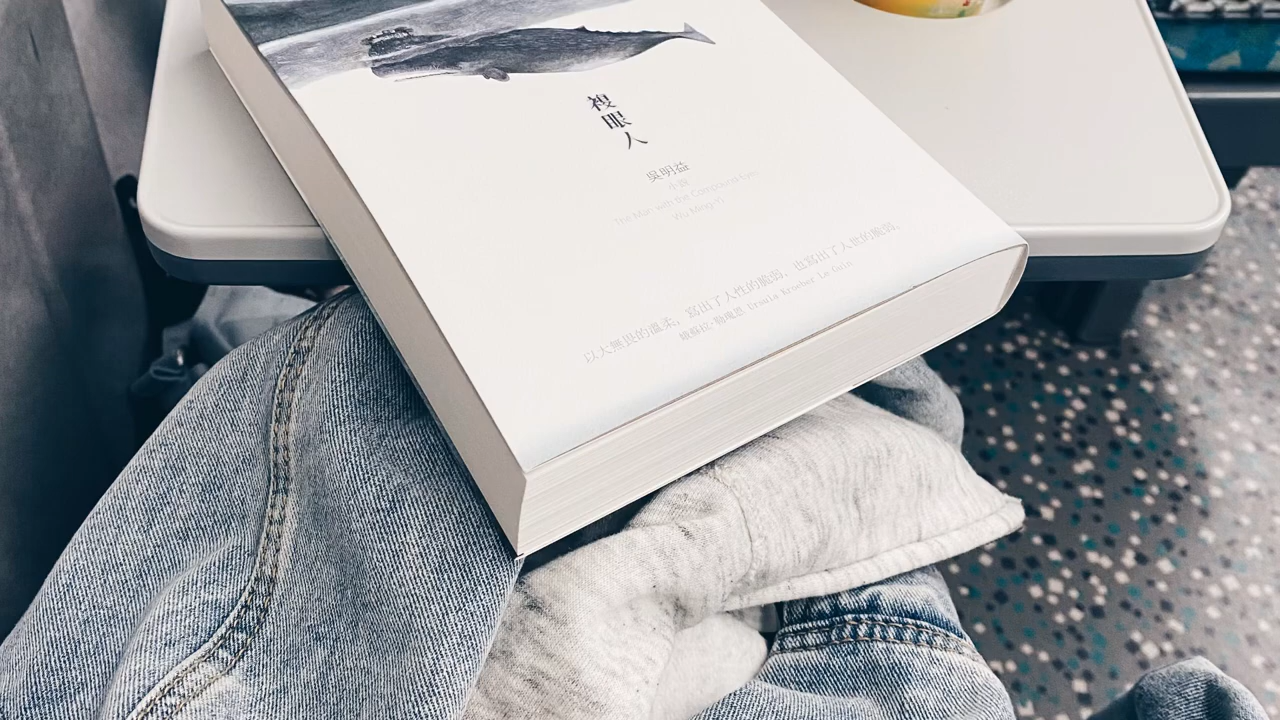 複眼人
吳明益
小說
The Man with the Compound Eyes
Wu Ming-Yi
以大無畏的溫柔，寫出了人性的脆弱，也寫出了人世的脆弱。
娥蘇拉·勒瑰恩 Ursula Kroeber Le Guin